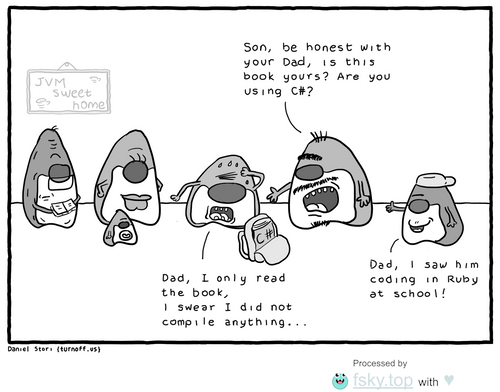 Son, be honest with
your Dad, is this
book yours? Are you
using C#?
JVM
sweet
home
C#
Dad, I only read
the book,
I swear I did not
compile anything...
Dad, I saw him
coding in Ruby
at school!
Daniel Stori {turnoff.us}
Processed by
fsky.top with